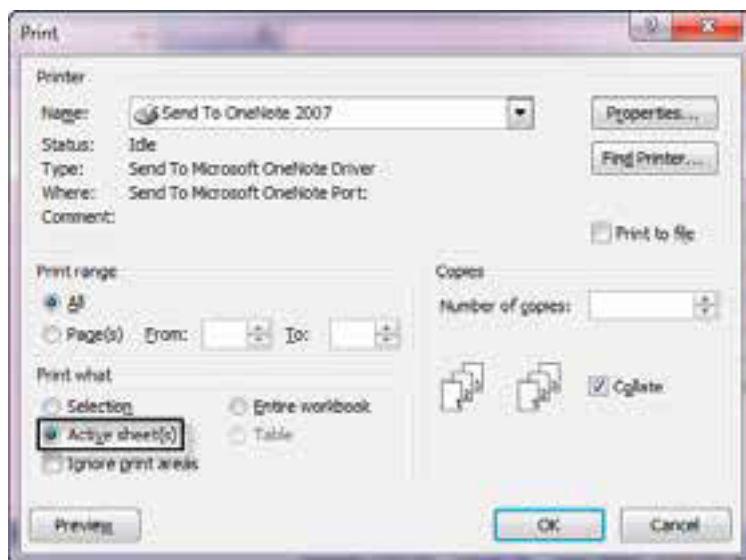 Print
Printer
Name: Send To OneNote 2007 Properties...
Status: Idle
Type: Send To Microsoft OneNote Driver Find Printer...
Where: Send To Microsoft OneNote Port:
Comment:
Print to file
Print range Copies
All Number of copies:
Page(s) From: To:
Print what
Selection Entire workbook Collate
Active sheet(s) Table
Ignore print areas
Preview OK Cancel